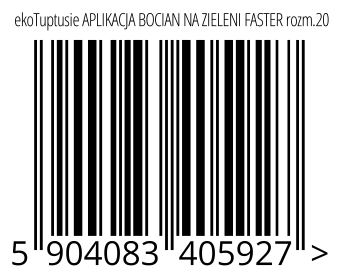 ekoTuptusie APLIKACJA BOCIAN NA ZIELENI FASTER rozm.20
5 904083 405927 >